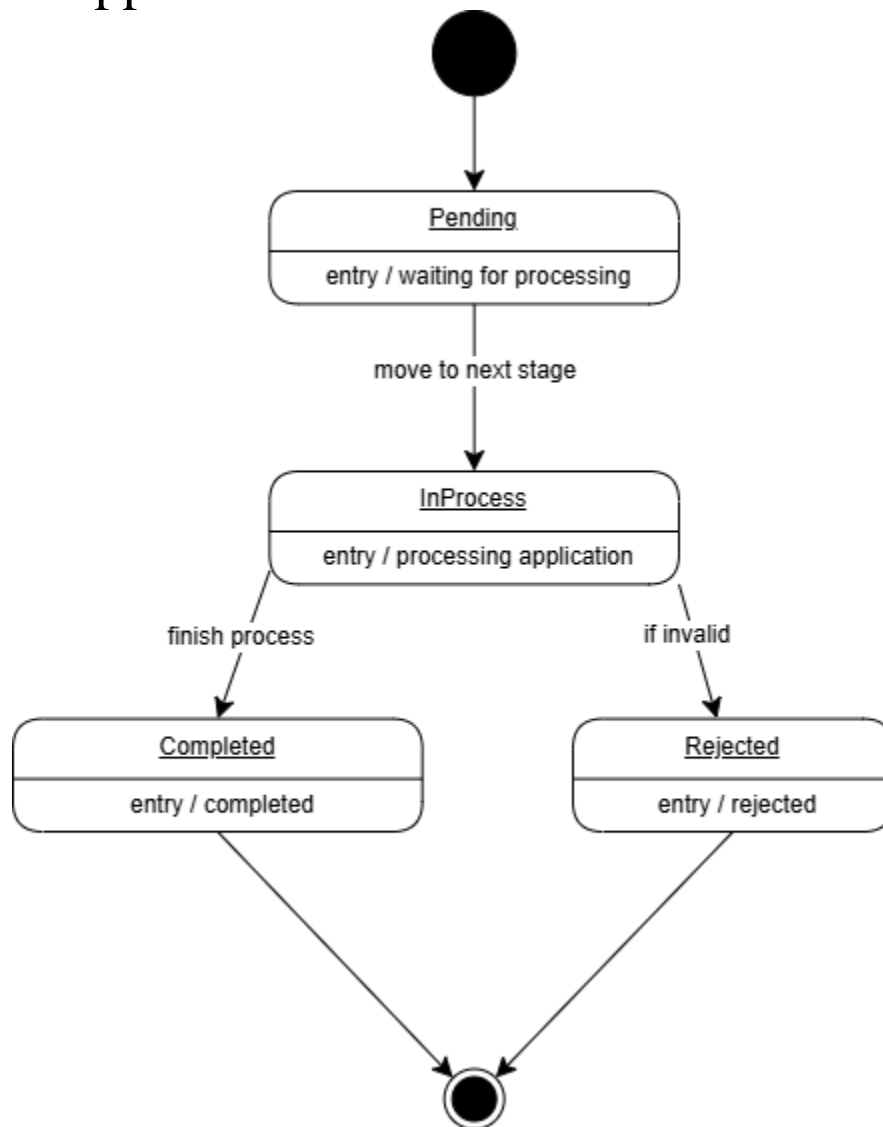 Pending
entry / waiting for processing
move to next stage
InProcess
entry / processing application
finish process
if invalid
Completed
entry / completed
Rejected
entry / rejected